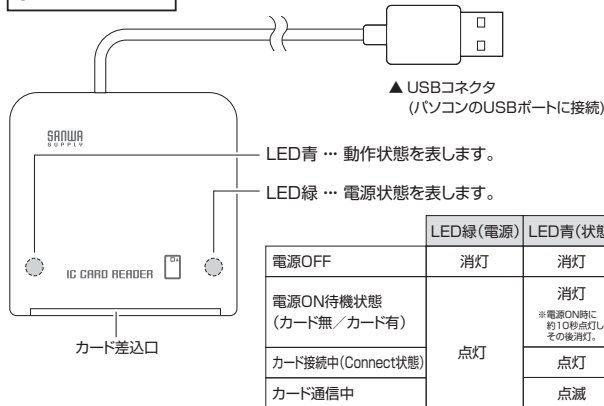 ▲ USBコネクタ
(パソコンのUSBポートに接続)
SANWA
SUPPLY
LED青 … 動作状態を表します。
LED緑 … 電源状態を表します。
IC CARD READER
カード差込口
LED緑(電源) LED青(状態
電源OFF 消灯 消灯
電源ON待機状態
(カード無／カード有)
消灯
※電源ON時に
約10秒点灯し
その後消灯。
点灯
カード接続中(Connect状態) 点灯
カード通信中 点滅